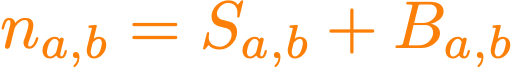 n_{a,b} = S_{a,b} + B_{a,b}